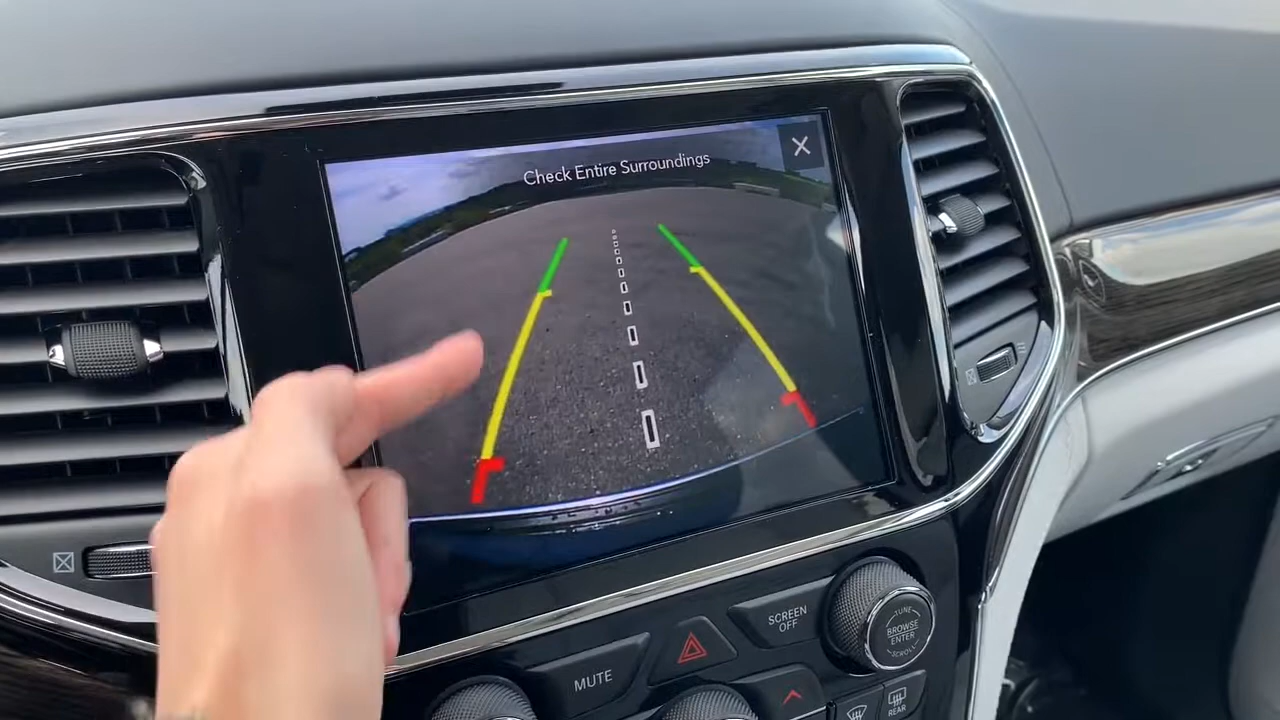 Check Entire Surroundings
SCREEN
OFF
TUNE
BROWSE
ENTER
SCROLL
MUTE
REAR